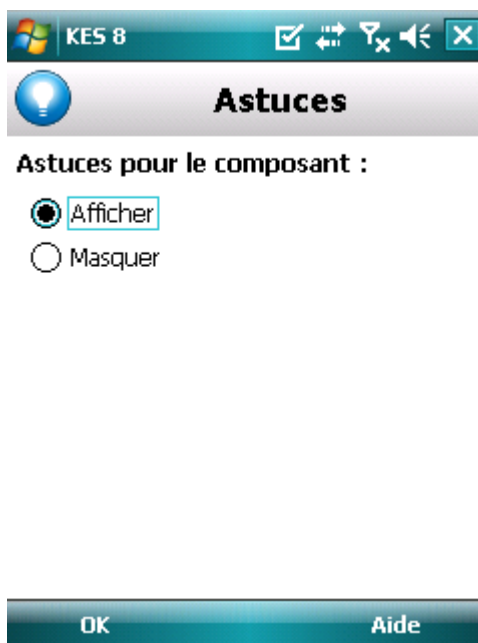 KES 8
Astuces
Astuces pour le composant :
Afficher
Masquer
OK Aide